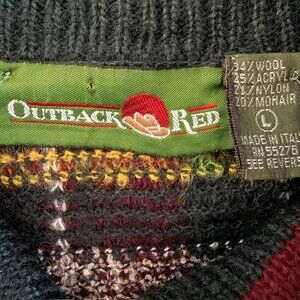 OUTBACK RED
34% WOOL
25% ACRYLIC
21% NYLON
20% MOHAIR
L
MADE IN ITALY
RN 55276
SEE REVERSE